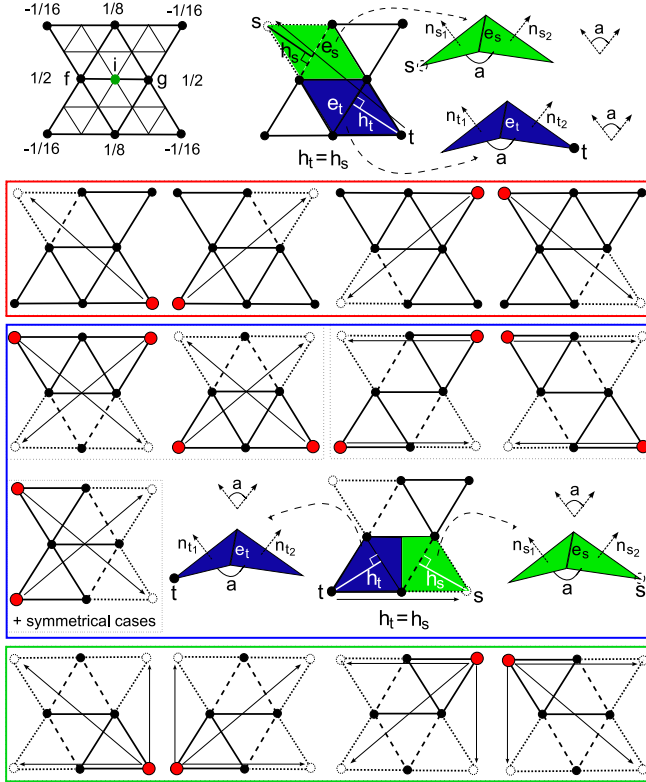 -1/16 1/8 -1/16
i
1/2 f g 1/2
-1/16 1/8 -1/16
s
h_s e_s
e_t
h_t
t
h_t = h_s
n_s1 e_s n_s2 a
s a
n_t1 e_t n_t2 a
a t
a
n_t1 e_t n_t2
t a
h_t h_s
t s
h_t = h_s
a
n_s1 e_s n_s2
a s
+ symmetrical cases